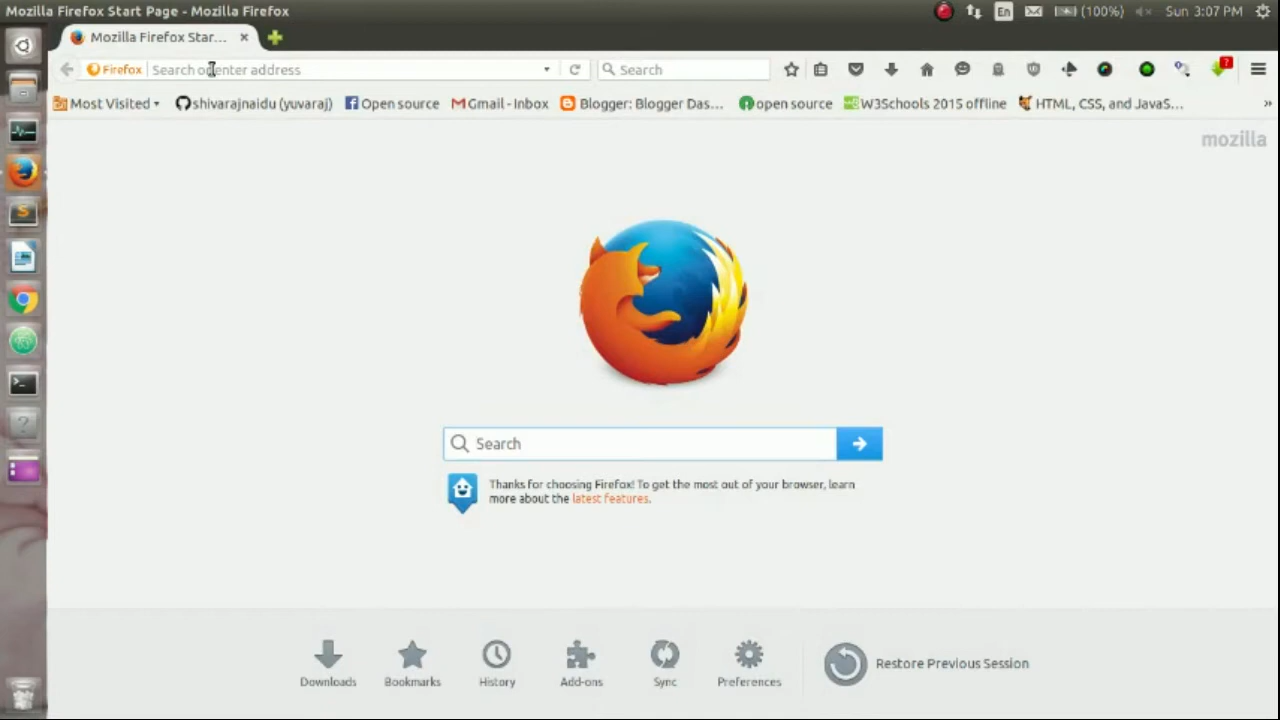 Mozilla Firefox Start Page - Mozilla Firefox
En (100%) Sun 3:07 PM
Mozilla Firefox Star...
Firefox Search or enter address
Search
?
Most Visited shivarajnaidu (yuvaraj) Open source Gmail - Inbox Blogger: Blogger Das... open source W3Schools 2015 offline HTML, CSS, and JavaS... »
mozilla
Search
Thanks for choosing Firefox! To get the most out of your browser, learn
more about the latest features.
Downloads Bookmarks History Add-ons Sync Preferences Restore Previous Session